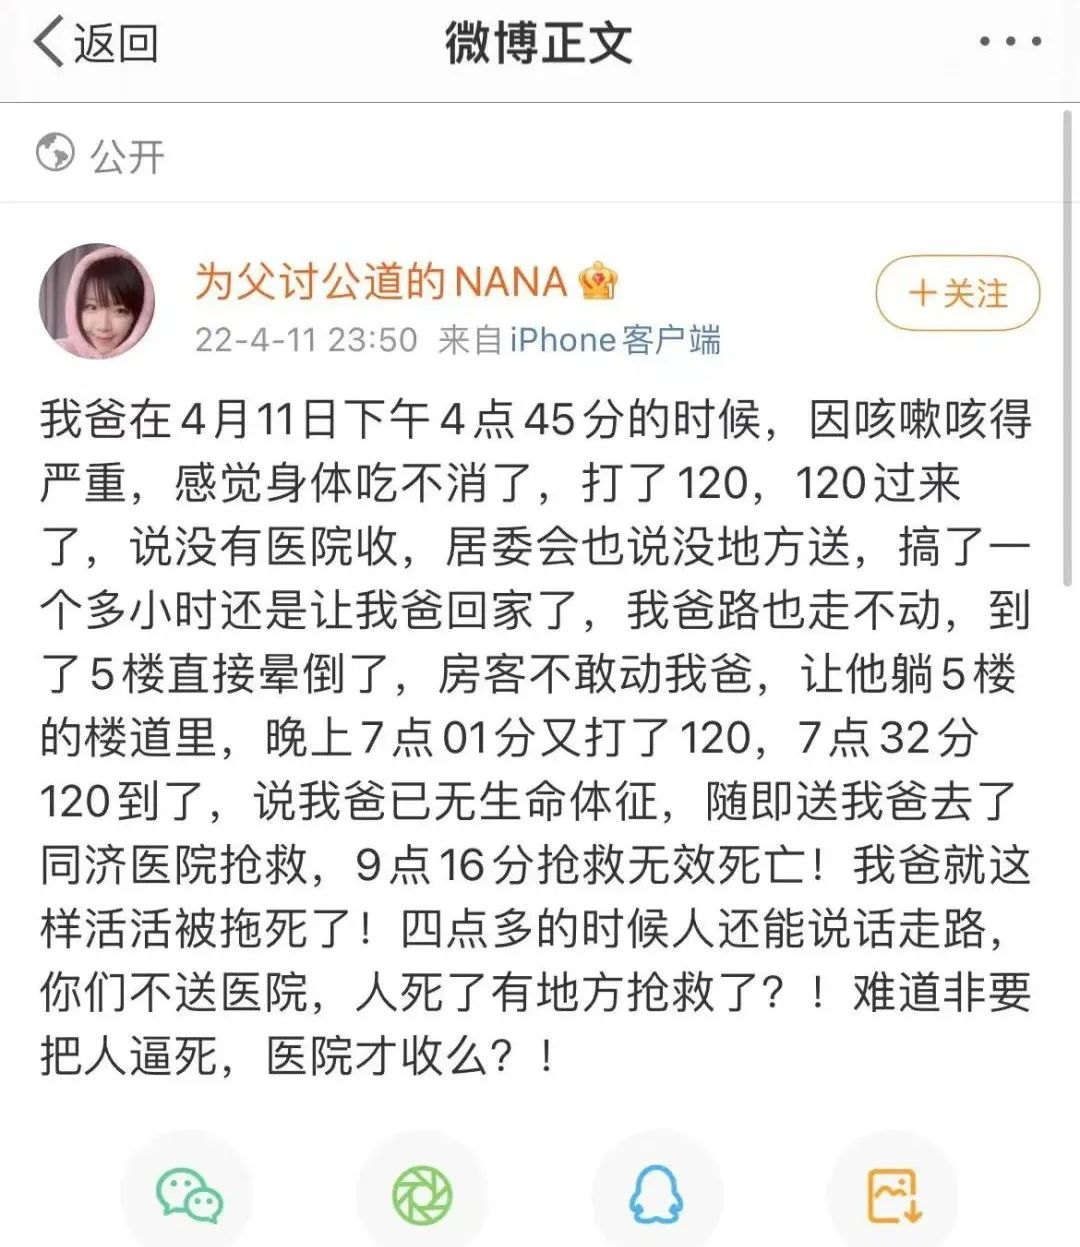 返回
微博正文
公开
为父讨公道的NANA
+关注
22-4-11 23:50 来自iPhone客户端
我爸在4月11日下午4点45分的时候，因咳嗽咳得
严重，感觉身体吃不消了，打了120，120过来
了，说没有医院收，居委会也说没地方送，搞了一
个多小时还是让我爸回家了，我爸路也走不动，到
了5楼直接晕倒了，房客不敢动我爸，让他躺5楼
的楼道里，晚上7点01分又打了120，7点32分
120到了，说我爸已无生命体征，随即送我爸去了
同济医院抢救，9点16分抢救无效死亡！我爸就这
样活活被拖死了！四点多的时候人还能说话走路，
你们不送医院，人死了有地方抢救了？！难道非要
把人逼死，医院才收么？！